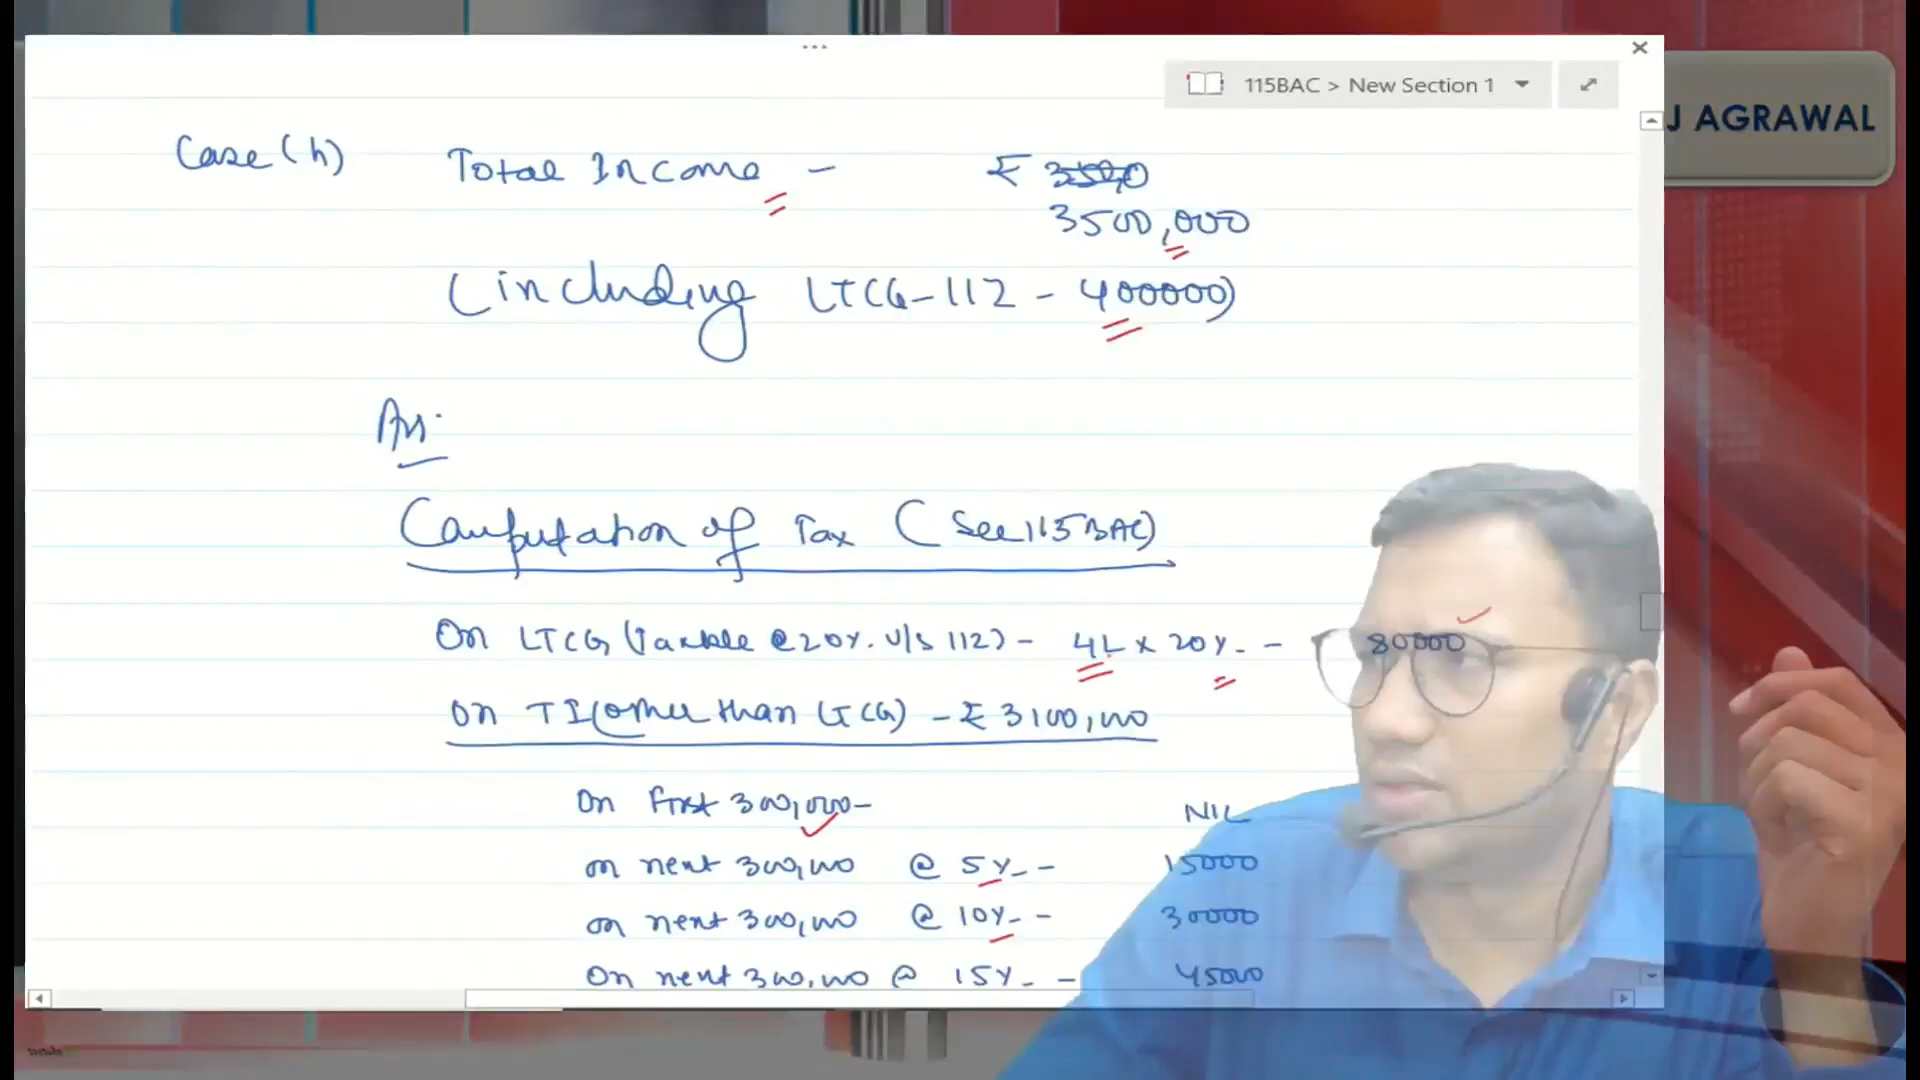 115BAC > New Section 1
J AGRAWAL
Case (h) Total Income - ₹
3500,000
(including LTCG-112 - 400000)
Ans.
Computation of Tax (Sec 115BAC)
On LTCG (Taxable @ 20%. u/s 112) - 4L x 20%. - 80000
On TI (other than LTCG) - ₹ 3100,000
On first 300,000- NIL
on next 300,000 @ 5%. - 15000
on next 300,000 @ 10%. - 30000
On next 300,000 @ 15%. - 45000